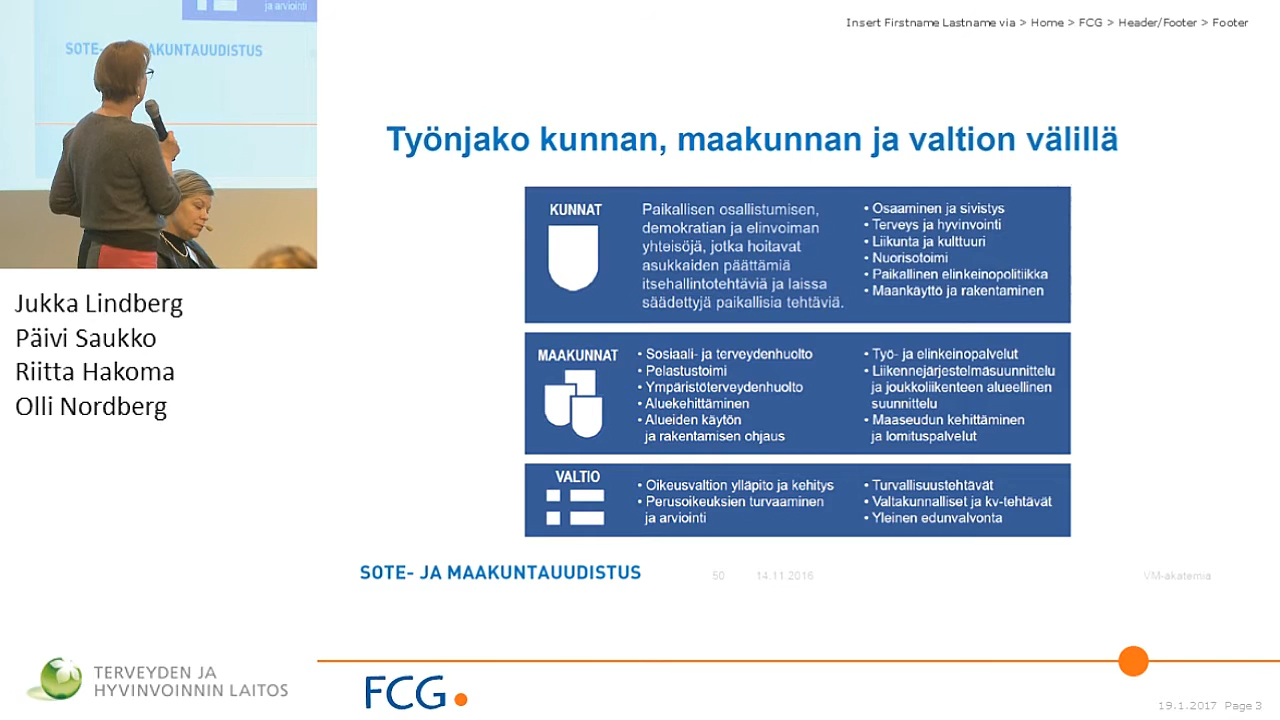 ja arviointi
SOTE- AKUNTAUUDISTUS
Insert Firstname Lastname via > Home > FCG > Header/Footer > Footer
Työnjako kunnan, maakunnan ja valtion välillä
KUNNAT
Paikallisen osallistumisen,
demokratian ja elinvoiman
yhteisöjä, jotka hoitavat
asukkaiden päättämiä
itsehallintotehtäviä ja laissa
säädettyjä paikallisia tehtäviä.
• Osaaminen ja sivistys
• Terveys ja hyvinvointi
• Liikunta ja kulttuuri
• Nuorisotoimi
• Paikallinen elinkeinopolitiikka
• Maankäyttö ja rakentaminen
MAAKUNNAT
• Sosiaali- ja terveydenhuolto
• Pelastustoimi
• Ympäristöterveydenhuolto
• Aluekehittäminen
• Alueiden käytön
ja rakentamisen ohjaus
• Työ- ja elinkeinopalvelut
• Liikennejärjestelmäsuunnittelu
ja joukkoliikenteen alueellinen
suunnittelu
• Maaseudun kehittäminen
ja lomituspalvelut
VALTIO
• Oikeusvaltion ylläpito ja kehitys
• Perusoikeuksien turvaaminen
ja arviointi
• Turvallisuustehtävät
• Valtakunnalliset ja kv-tehtävät
• Yleinen edunvalvonta
SOTE- JA MAAKUNTAUUDISTUS
50 14.11.2016 VM-akatemia
Jukka Lindberg
Päivi Saukko
Riitta Hakoma
Olli Nordberg
TERVEYDEN JA
HYVINVOINNIN LAITOS
FCG
19.1.2017 Page 3